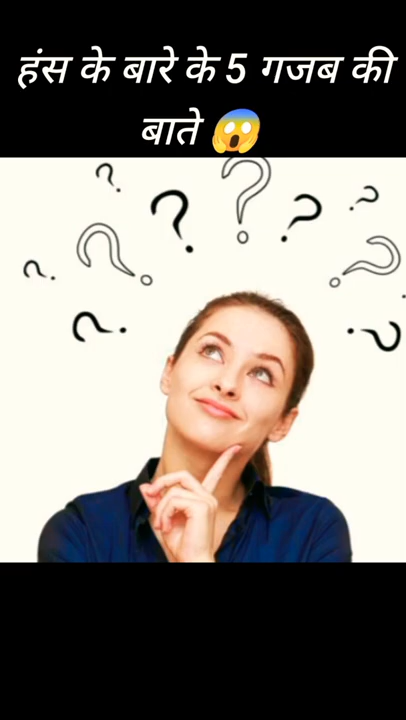 हंस के बारे के 5 गजब की
बाते 😱